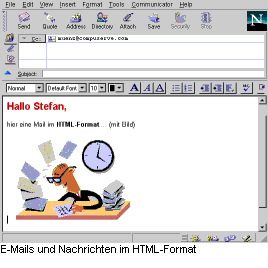 File Edit View Insert Format Tools Communicator Help
Send Quote Address Attach Save Security Stop
To: muenz@compuserve.com
Subject:
Normal Default Font 10 A A A
Hallo Stefan,
hier eine Mail im HTML-Format... (mit Bild)
E-Mails und Nachrichten im HTML-Format